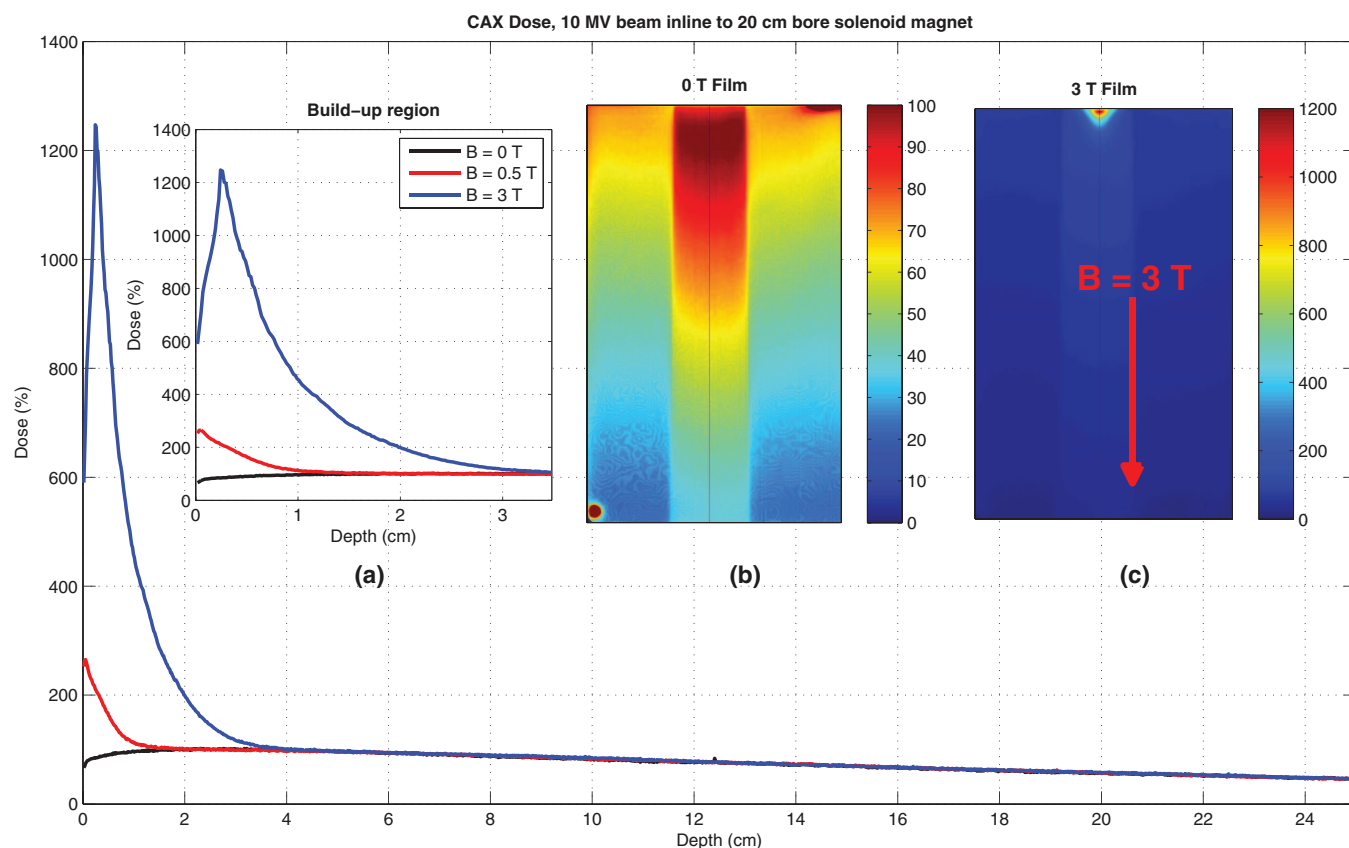 CAX Dose, 10 MV beam inline to 20 cm bore solenoid magnet
1400
1200
1000
800
600
400
200
0
Dose (%)
0 2 4 6 8 10 12 14 16 18 20 22 24
Depth (cm)
Build-up region
1400
1200
1000
800
600
400
200
0
Dose (%)
0 1 2 3
Depth (cm)
B = 0 T
B = 0.5 T
B = 3 T
(a)
0 T Film
100
90
80
70
60
50
40
30
20
10
0
(b)
3 T Film
B = 3 T
1200
1000
800
600
400
200
0
(c)